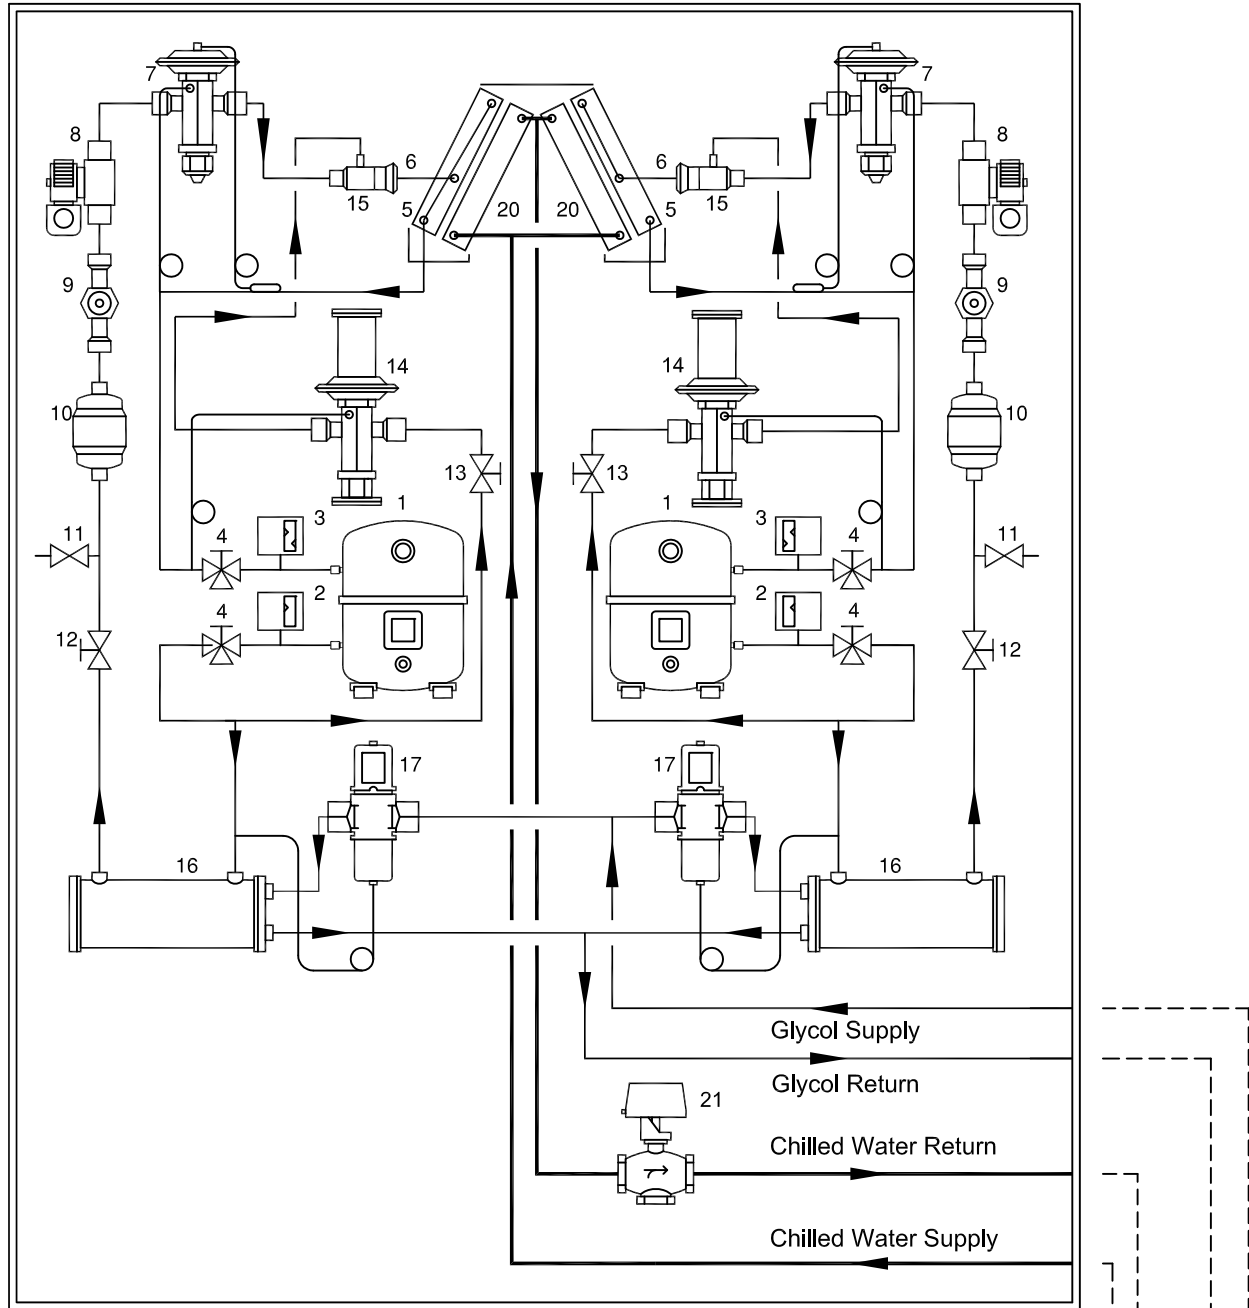 7 7
8 8
6 6
15 5 20 20 5 15
9 9
14 14
10 10
13 13
3 1 1 3
11 4 4 11
2 2
12 4 4 12
17 17
16 16
Glycol Supply
Glycol Return
21
Chilled Water Return
Chilled Water Supply